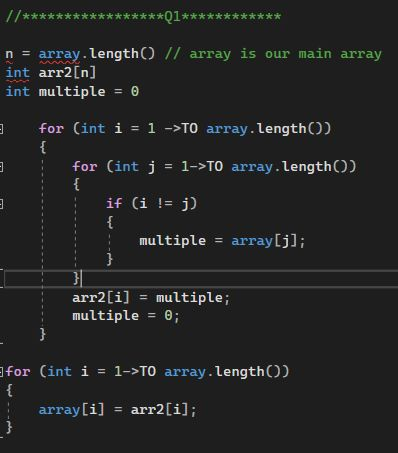 //*****************Q1************
n = array.length() // array is our main array
int arr2[n]
int multiple = 0
for (int i = 1 ->TO array.length())
{
for (int j = 1->TO array.length())
{
if (i != j)
{
multiple = array[j];
}
}
arr2[i] = multiple;
multiple = 0;
}
for (int i = 1->TO array.length())
{
array[i] = arr2[i];
}